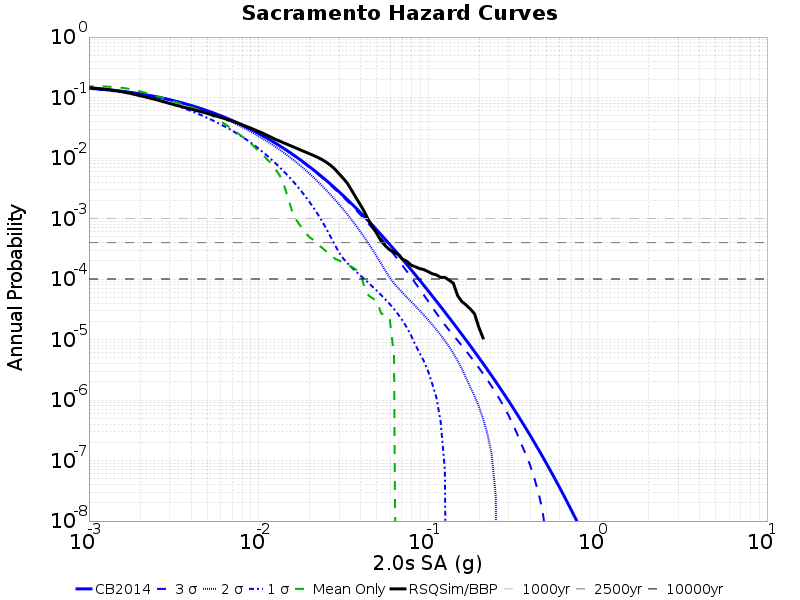 Sacramento Hazard Curves
Annual Probability
10^0
10^-1
10^-2
10^-3
10^-4
10^-5
10^-6
10^-7
10^-8
10^-3 10^-2 10^-1 10^0 10^1
2.0s SA (g)
CB2014 3 σ 2 σ 1 σ Mean Only RSQSim/BBP 1000yr 2500yr 10000yr